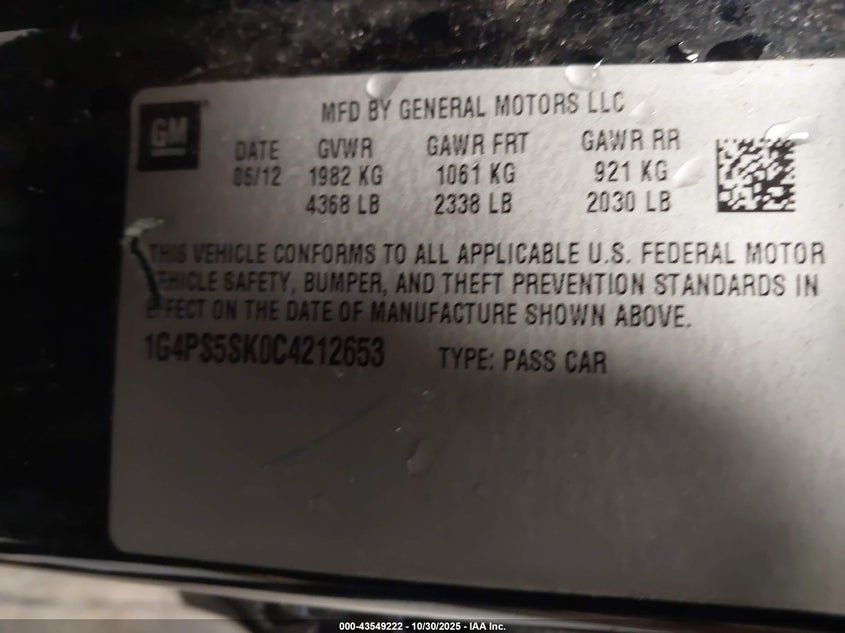 GM
MFD BY GENERAL MOTORS LLC
DATE GVWR GAWR FRT GAWR RR
05/12 1982 KG 1061 KG 921 KG
4368 LB 2338 LB 2030 LB
THIS VEHICLE CONFORMS TO ALL APPLICABLE U.S. FEDERAL MOTOR
VEHICLE SAFETY, BUMPER, AND THEFT PREVENTION STANDARDS IN
EFFECT ON THE DATE OF MANUFACTURE SHOWN ABOVE.
1G4PS5SK0C4212653 TYPE: PASS CAR
000-43549222 - 10/30/2025 - IAA Inc.